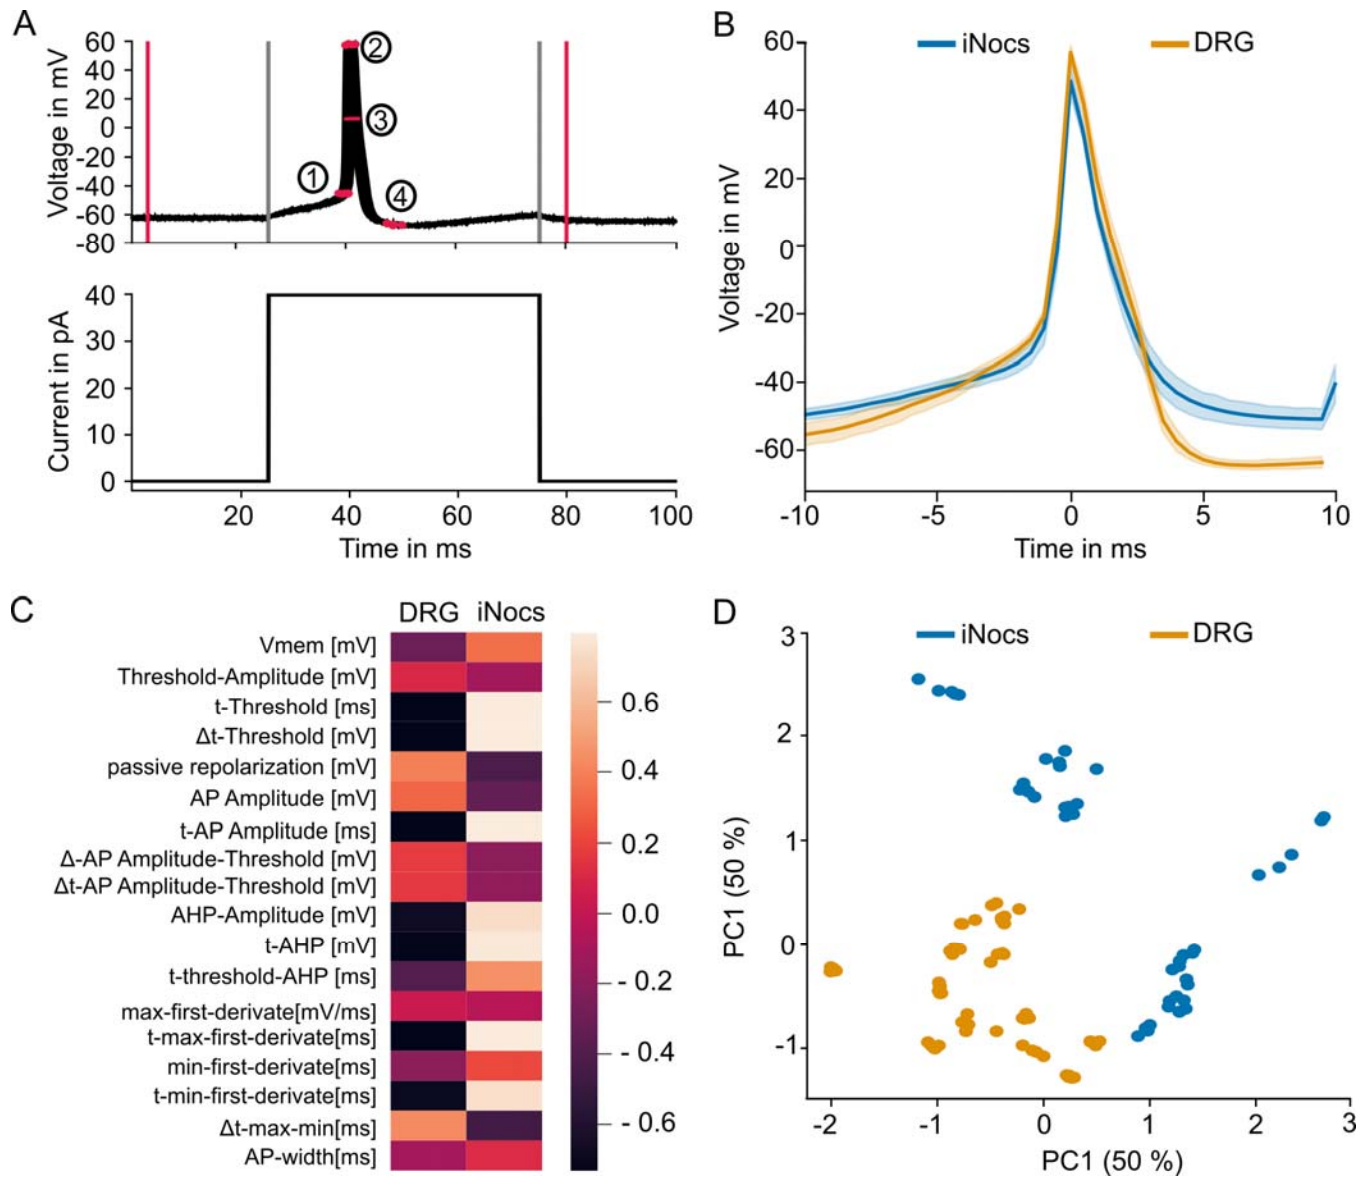 A
Voltage in mV
60
40
20
0
-20
-40
-60
-80
1
2
3
4
Current in pA
40
30
20
10
0
20
40
60
80
100
Time in ms
B
iNocs
DRG
Voltage in mV
60
40
20
0
-20
-40
-60
-10
-5
0
5
10
Time in ms
C
DRG
iNocs
Vmem [mV]
Threshold-Amplitude [mV]
t-Threshold [ms]
Δt-Threshold [mV]
passive repolarization [mV]
AP Amplitude [mV]
t-AP Amplitude [ms]
Δ-AP Amplitude-Threshold [mV]
Δt-AP Amplitude-Threshold [mV]
AHP-Amplitude [mV]
t-AHP [mV]
t-threshold-AHP [ms]
max-first-derivate[mV/ms]
t-max-first-derivate[ms]
min-first-derivate[ms]
t-min-first-derivate[ms]
Δt-max-min[ms]
AP-width[ms]
0.6
0.4
0.2
0.0
- 0.2
- 0.4
- 0.6
D
iNocs
DRG
PC1 (50 %)
3
2
1
0
-1
-2
-1
0
1
2
3
PC1 (50 %)